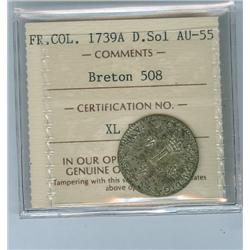 FR.COL. 1739A D.Sol AU-55
COMMENTS
Breton 508
CERTIFICATION NO.
XL
IN OUR OP
GENUINE O
Tampering with this
ates
above o